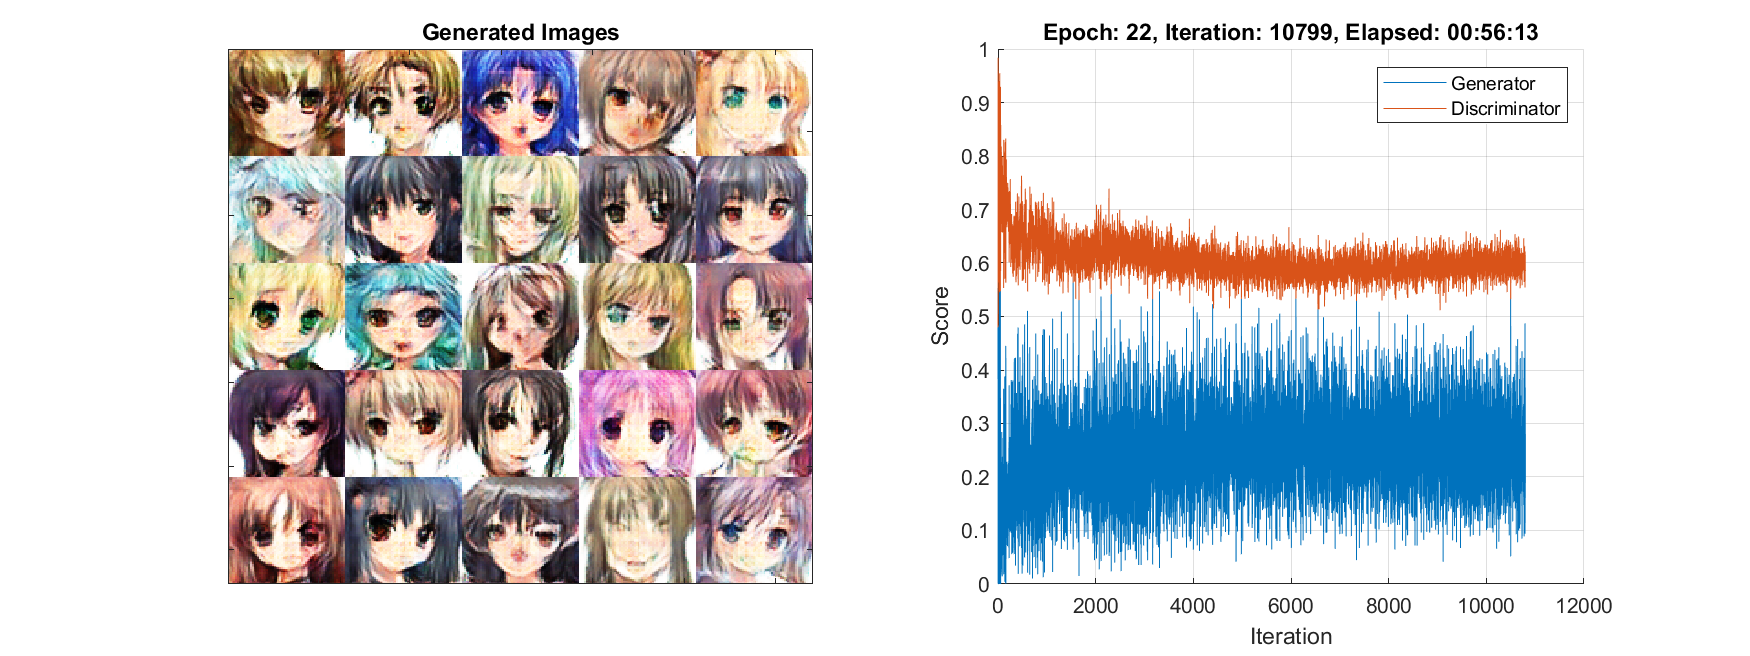 Generated Images
Epoch: 22, Iteration: 10799, Elapsed: 00:56:13
Generator
Discriminator
1
0.9
0.8
0.7
0.6
0.5
0.4
0.3
0.2
0.1
0
Score
0 2000 4000 6000 8000 10000 12000
Iteration